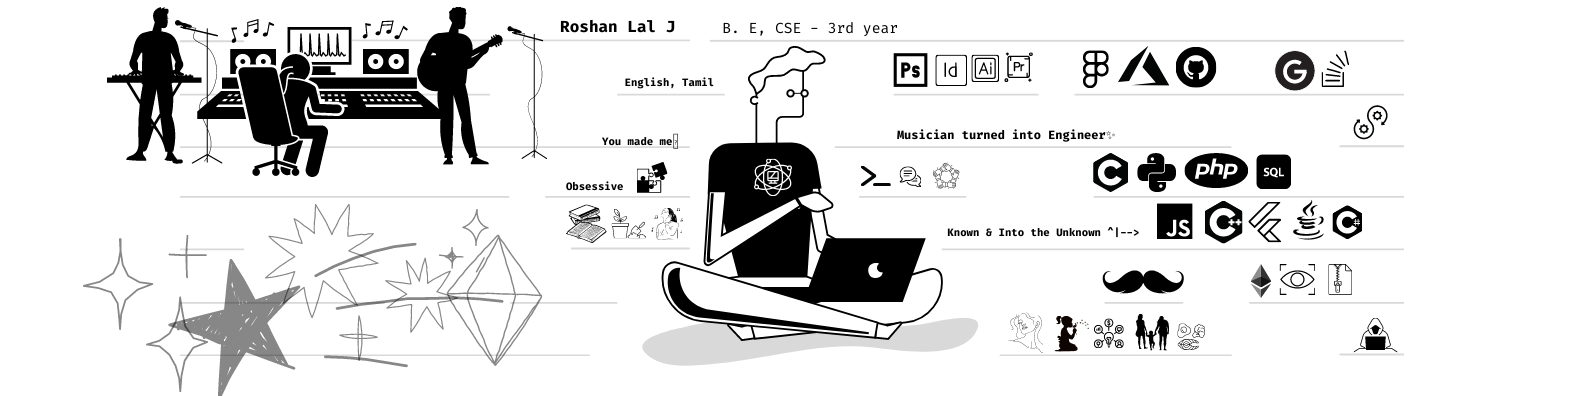 Roshan Lal J
B. E, CSE - 3rd year
English, Tamil
Ps Id Ai Pr
You made me
Musician turned into Engineer✨
Obsessive
C php SQL
Known & Into the Unknown ^|-->
JS C++ C#